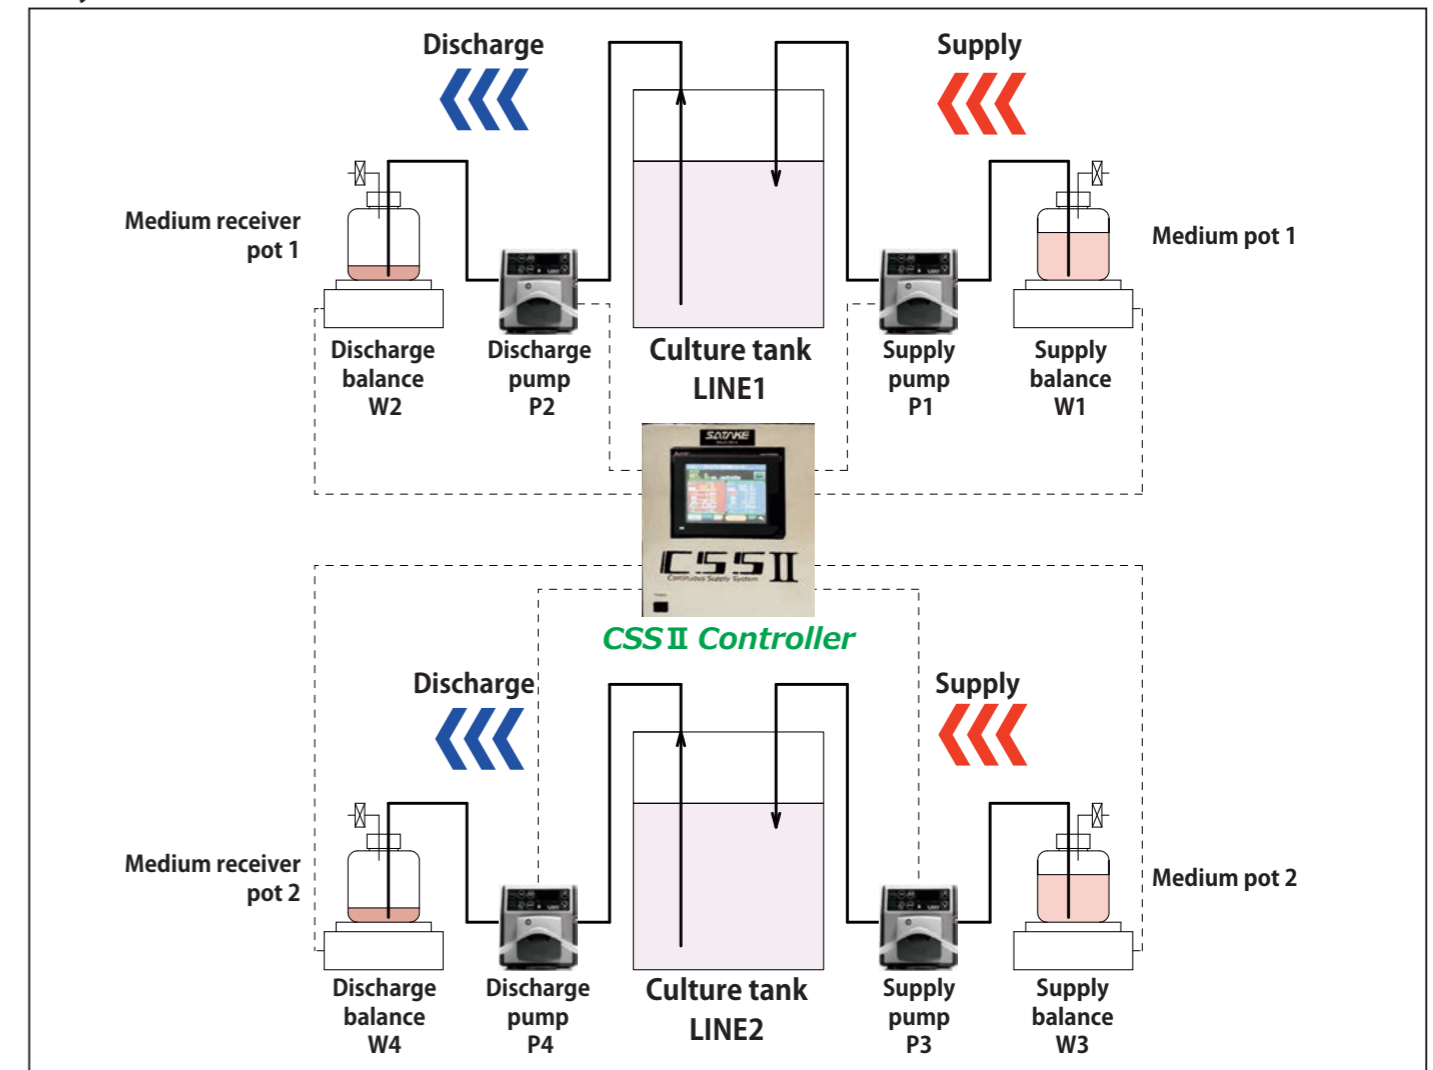 Discharge
Supply
Medium receiver
pot 1
Medium pot 1
Discharge
balance
W2
Discharge
pump
P2
Culture tank
LINE1
Supply
pump
P1
Supply
balance
W1
SATAKE
CSSII
Continuous Supply System
CSSⅡ Controller
Discharge
Supply
Medium receiver
pot 2
Medium pot 2
Discharge
balance
W4
Discharge
pump
P4
Culture tank
LINE2
Supply
pump
P3
Supply
balance
W3